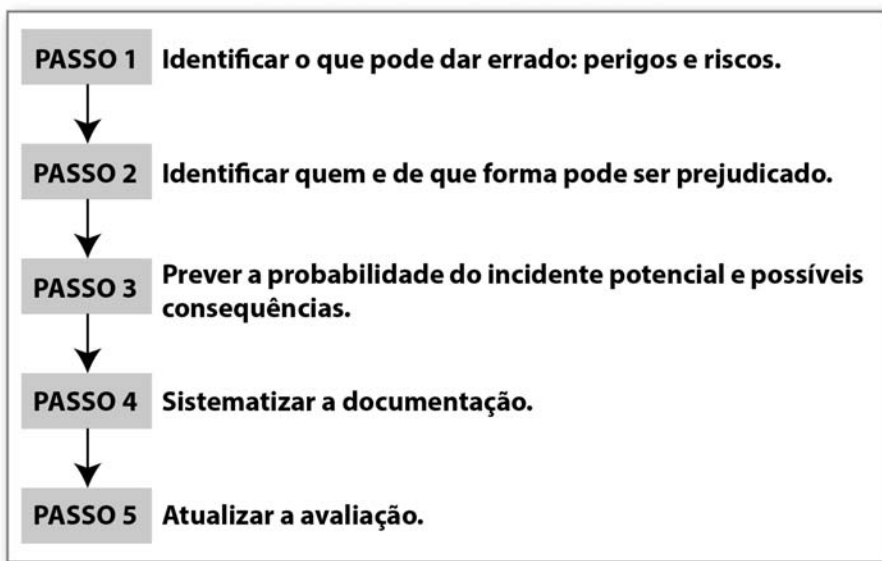 PASSO 1 Identificar o que pode dar errado: perigos e riscos.
PASSO 2 Identificar quem e de que forma pode ser prejudicado.
PASSO 3 Prever a probabilidade do incidente potencial e possíveis
consequências.
PASSO 4 Sistematizar a documentação.
PASSO 5 Atualizar a avaliação.